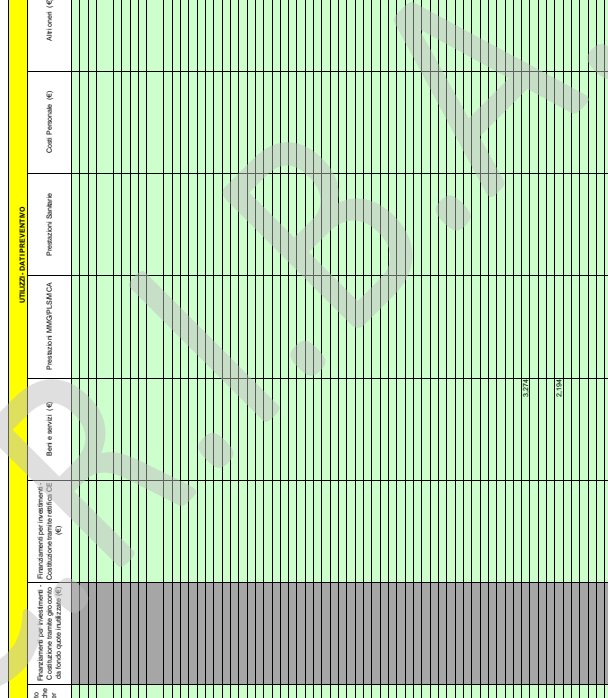 UTILIZZI - DATI PREVENTIVO
Finanziamenti per investimenti -
Costituzione tramite giroconto
da fondo quote inutilizzate (€)
Finanziamenti per investimenti -
Costituzione tramite rettifica CE
(€)
Beni e servizi (€)
Prestazioni MMG/PLS/MCA
Prestazioni Sanitarie
Costi Personale (€)
Altri oneri (€)
3.274
2.194
.R.I.B.A.